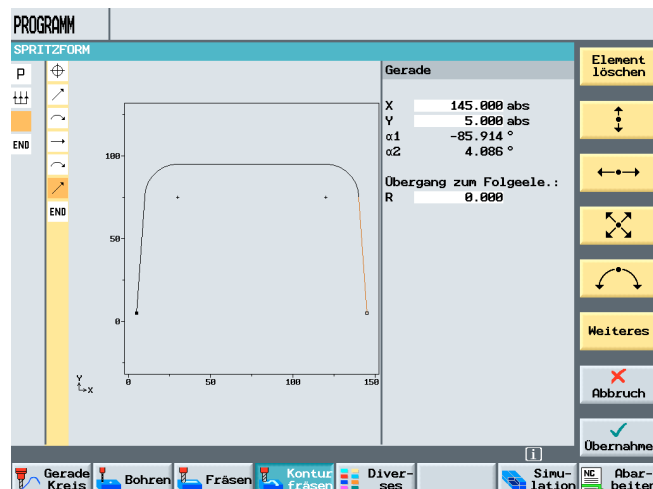 PROGRAMM
SPRITZFORM
P
END
END
100
50
0
0
50
100
150
Y
X
Gerade
X 145.000 abs
Y 5.000 abs
α1 -85.914 °
α2 4.086 °
Übergang zum Folgeele.:
R 0.000
Element
löschen
Weiteres
Abbruch
Übernahme
i
Gerade
Kreis
Bohren
Fräsen
Kontur
fräsen
Diver-
ses
Simu-
lation
NC
Abar-
beiten